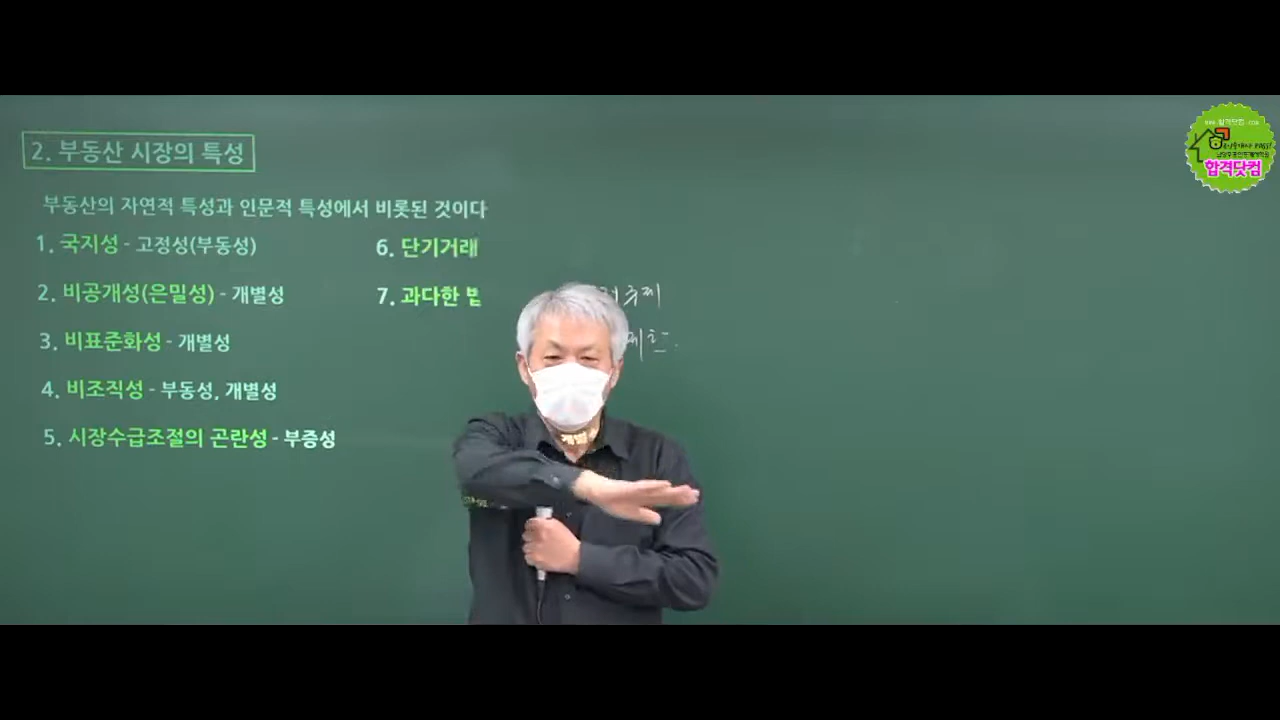 2. 부동산 시장의 특성
부동산의 자연적 특성과 인문적 특성에서 비롯된 것이다
1. 국지성 - 고정성(부동성)
2. 비공개성(은밀성) - 개별성
3. 비표준화성 - 개별성
4. 비조직성 - 부동성, 개별성
5. 시장수급조절의 곤란성 - 부증성
6. 단기거래
7. 과다한
합격닷컴